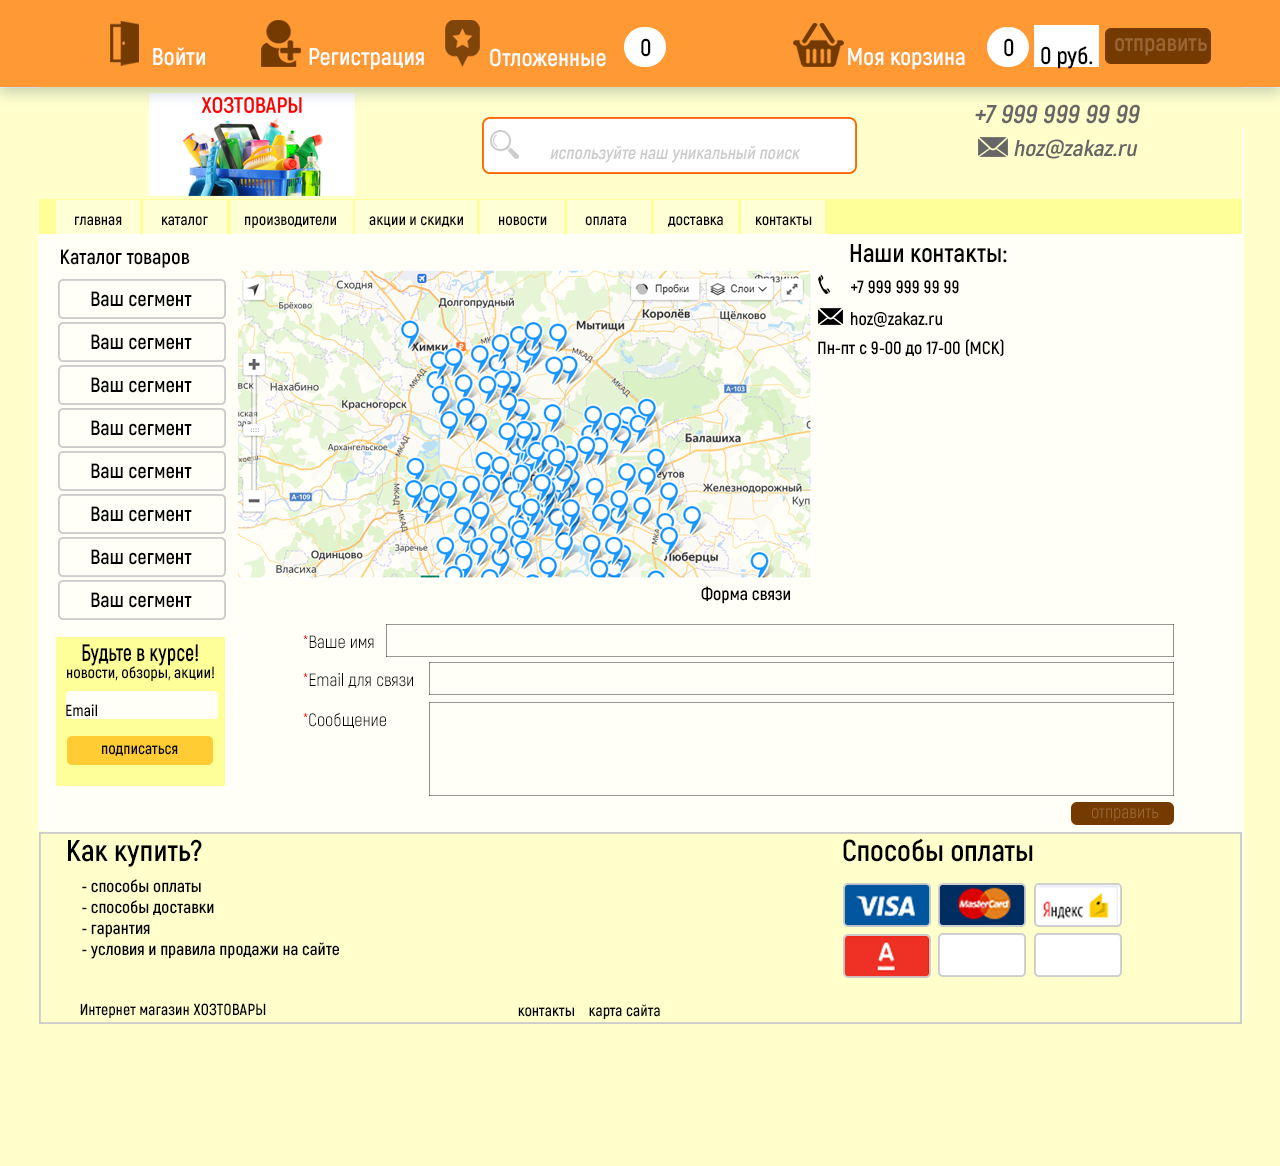 Войти
Регистрация
Отложенные
0
Моя корзина
0
0 руб.
отправить
ХОЗТОВАРЫ
используйте наш уникальный поиск
+7 999 999 99 99
hoz@zakaz.ru
главная
каталог
производители
акции и скидки
новости
оплата
доставка
контакты
Каталог товаров
Ваш сегмент
Ваш сегмент
Ваш сегмент
Ваш сегмент
Ваш сегмент
Ваш сегмент
Ваш сегмент
Ваш сегмент
Будьте в курсе!
новости, обзоры, акции!
Email
подписаться
Сходня
Брёхово
Долгопрудный
Пробки
Слои
Мытищи
Королёв
Щёлково
Химки
МКАД
МКАД
МКАД
А-103
Нахабино
Красногорск
Архангельское
МКАД
Балашиха
Железнодорожный
А-109
МКАД
МКАД
Одинцово
Заречье
Власиха
Люберцы
Наши контакты:
+7 999 999 99 99
hoz@zakaz.ru
Пн-пт с 9-00 до 17-00 (МСК)
Форма связи
*Ваше имя
*Email для связи
*Сообщение
отправить
Как купить?
- способы оплаты
- способы доставки
- гарантия
- условия и правила продажи на сайте
Способы оплаты
VISA
MasterCard
Яндекс
А
Интернет магазин ХОЗТОВАРЫ
контакты
карта сайта